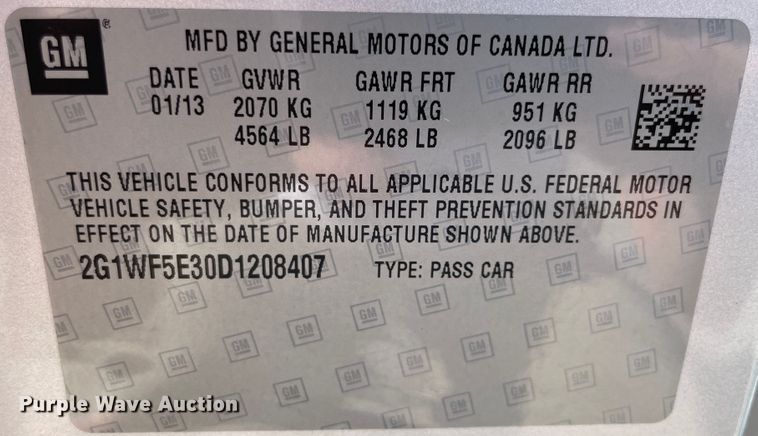 GM ®
MFD BY GENERAL MOTORS OF CANADA LTD.
DATE GVWR GAWR FRT GAWR RR
01/13 2070 KG 1119 KG 951 KG
4564 LB 2468 LB 2096 LB
THIS VEHICLE CONFORMS TO ALL APPLICABLE U.S. FEDERAL MOTOR
VEHICLE SAFETY, BUMPER, AND THEFT PREVENTION STANDARDS IN
EFFECT ON THE DATE OF MANUFACTURE SHOWN ABOVE.
2G1WF5E30D1208407 TYPE: PASS CAR
Purple Wave Auction